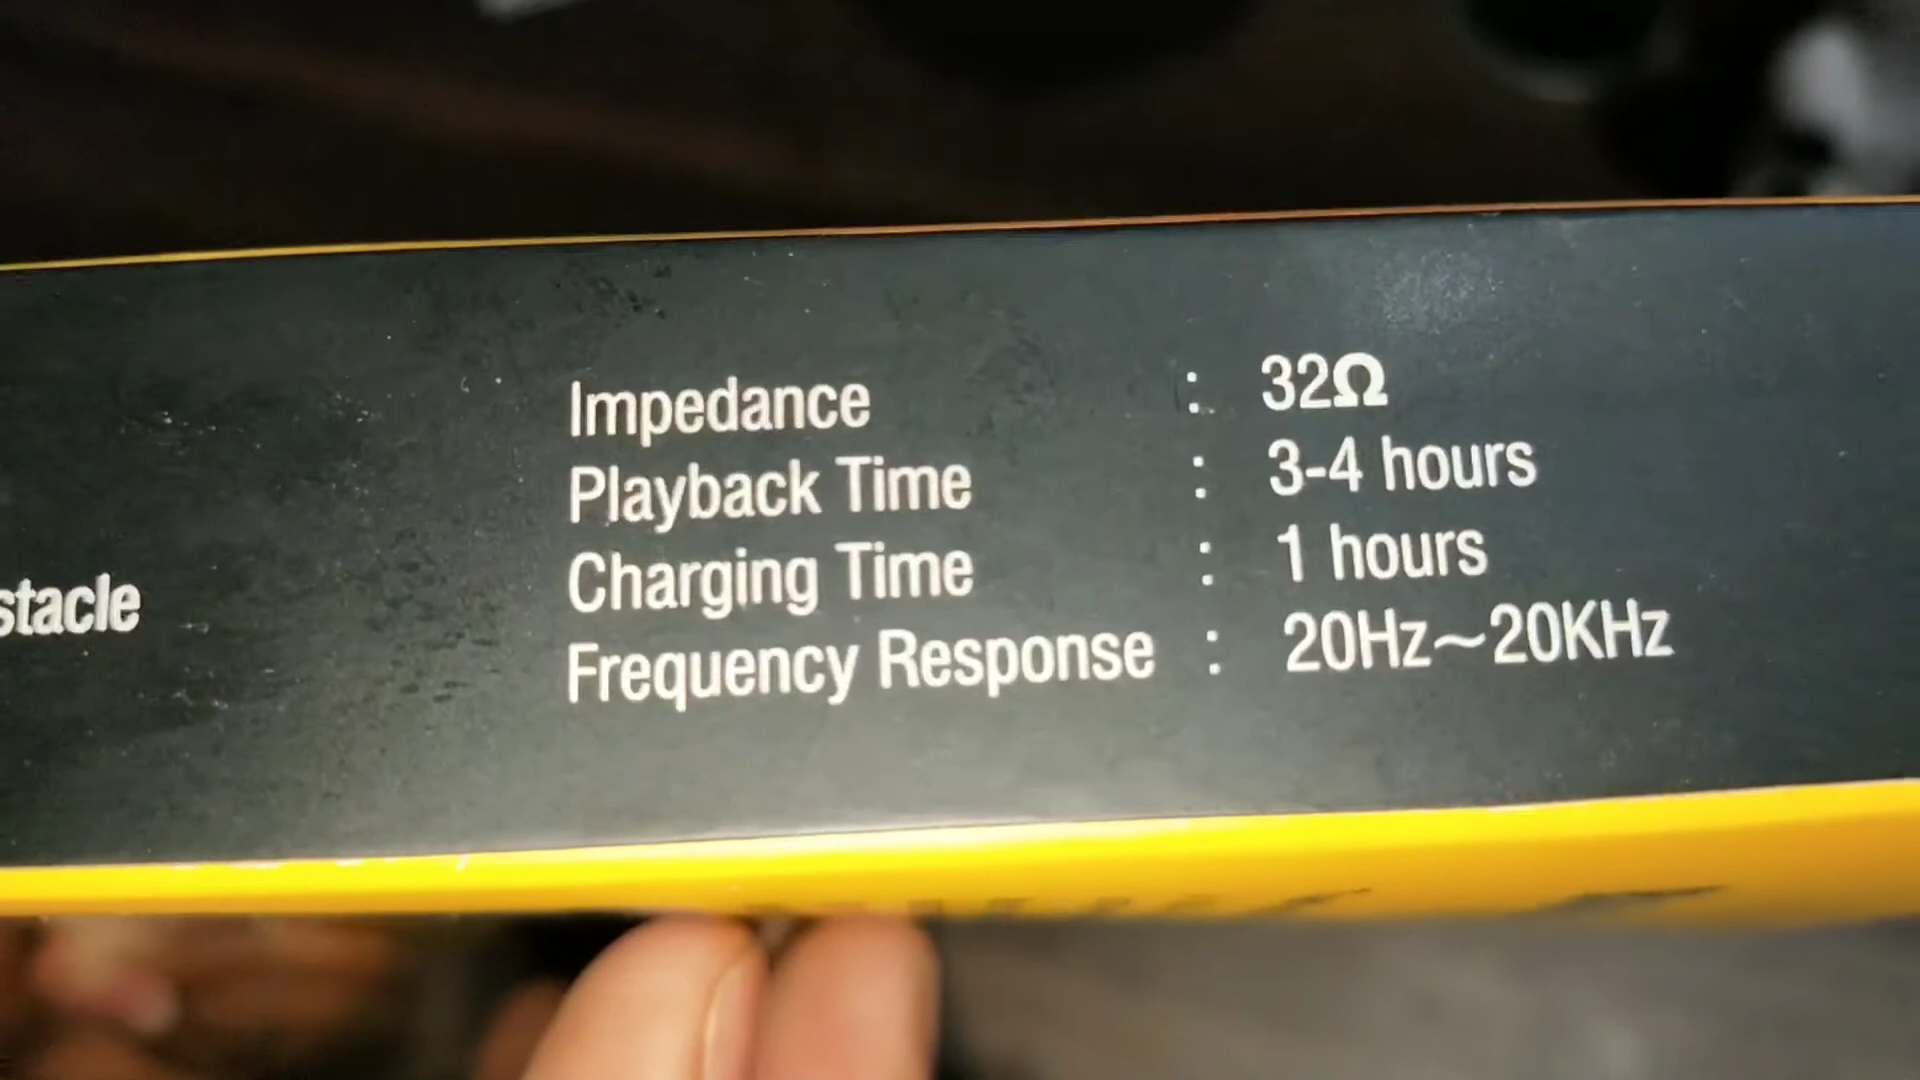 Impedance : 32Ω
Playback Time : 3-4 hours
stacle
Charging Time : 1 hours
Frequency Response : 20Hz~20KHz